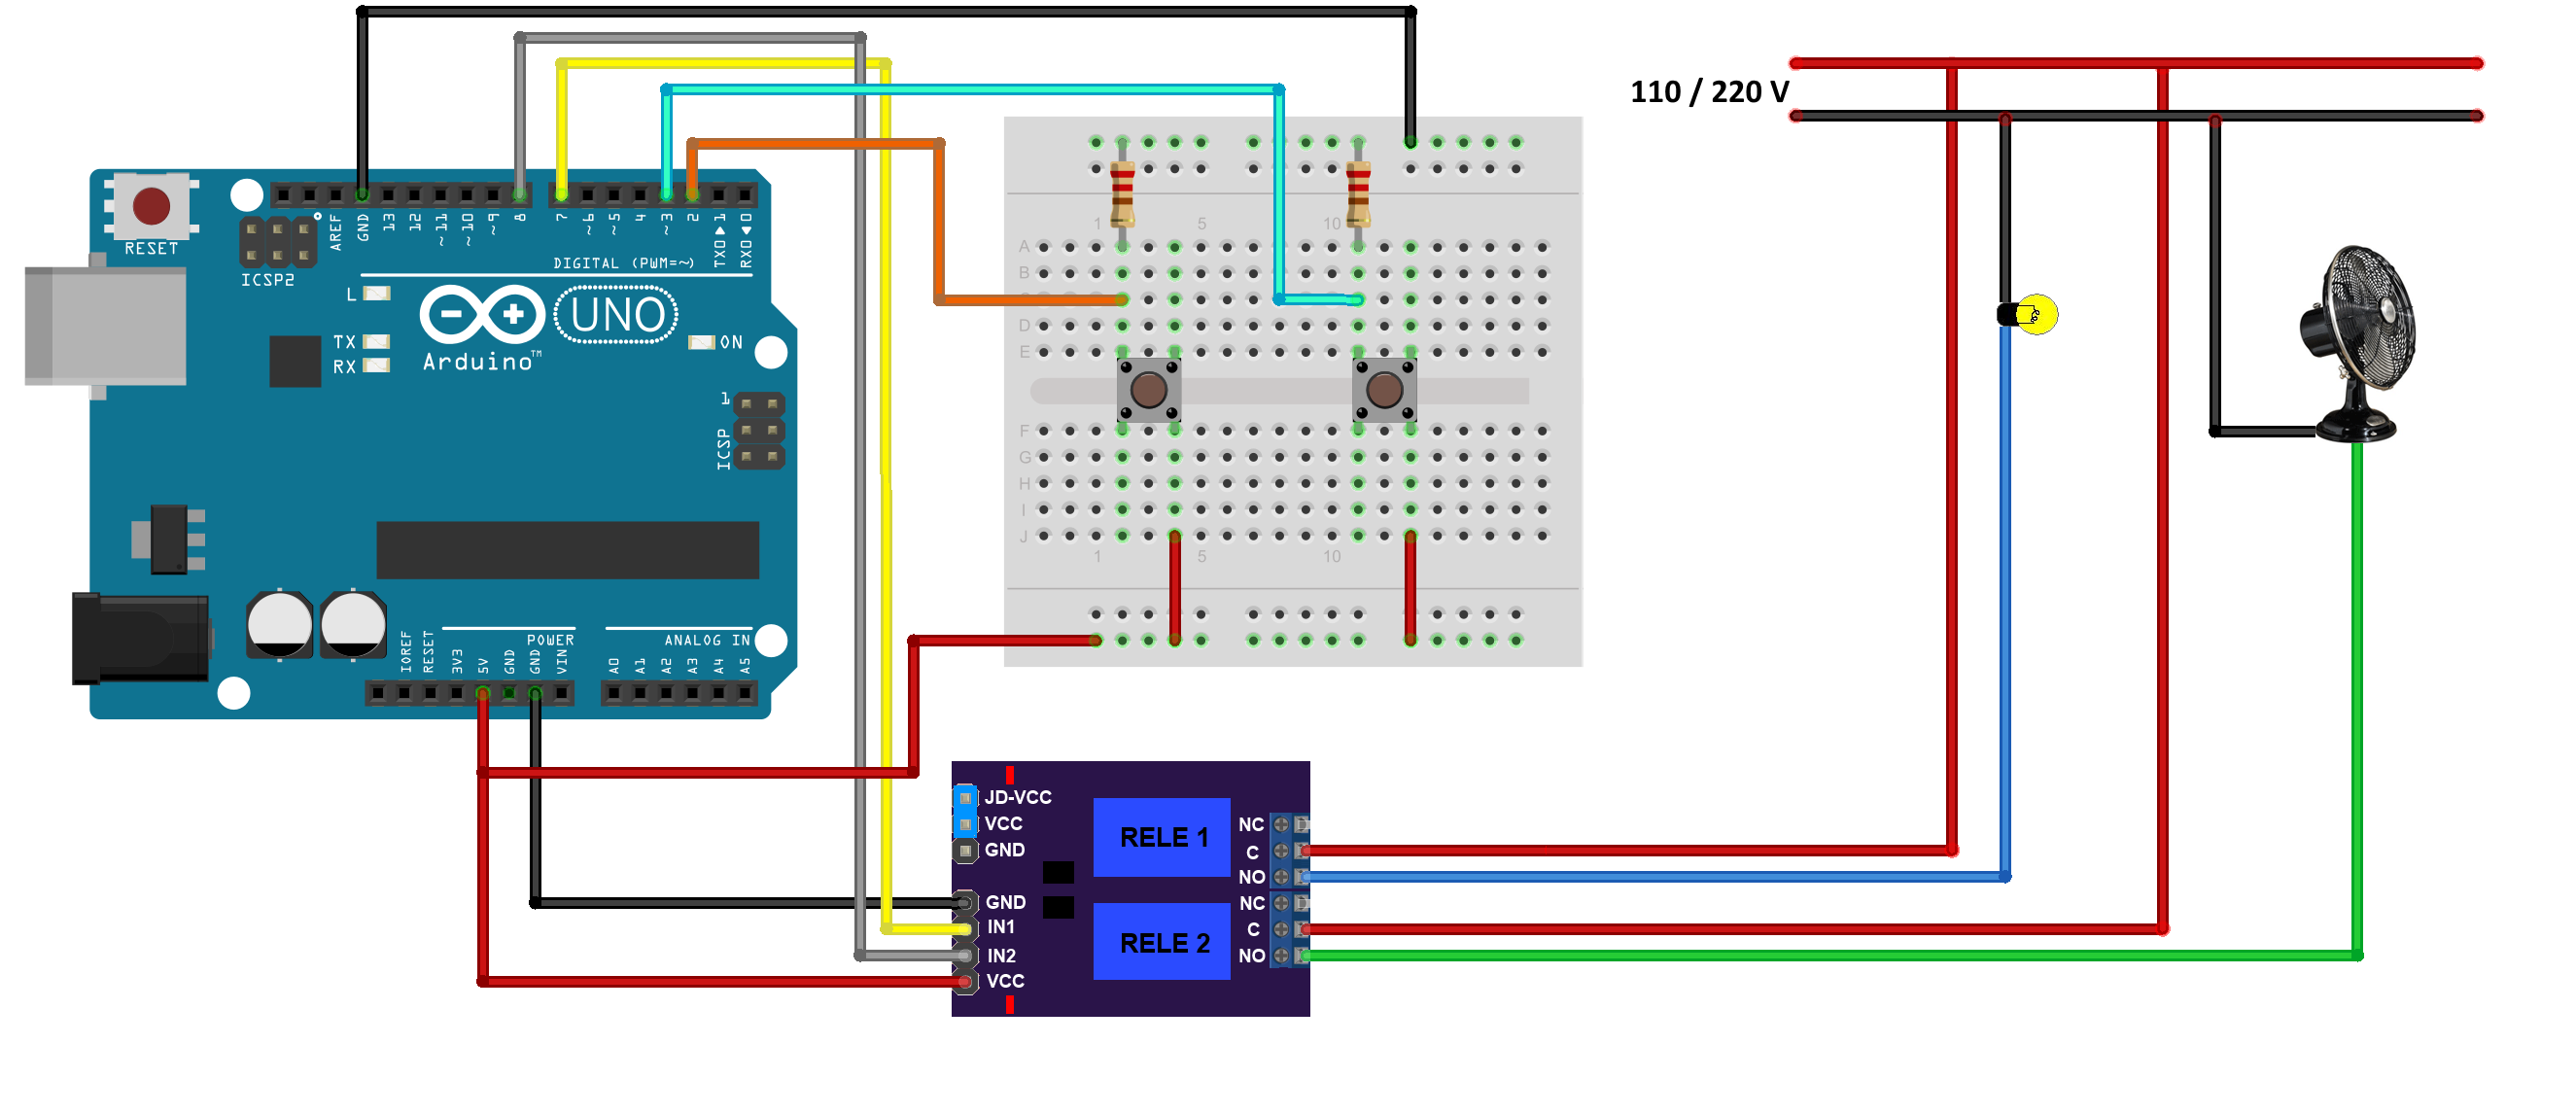 110 / 220 V
RESET
ICSP2
AREF
GND
13
12
~11
~10
~9
8
7
~6
~5
4
~3
2
TX0 ▶ 1
RX0 ◀ 0
DIGITAL (PWM=~)
L
TX
RX
UNO
Arduino™
ON
1
ICSP
IOREF
RESET
3V3
5V
GND
GND
VIN
POWER
ANALOG IN
A0
A1
A2
A3
A4
A5
1 5 10
A
B
D
E
F
G
H
I
J
1 5 10
JD-VCC
VCC
GND
GND
IN1
IN2
VCC
RELE 1
RELE 2
NC
C
NO
NC
C
NO